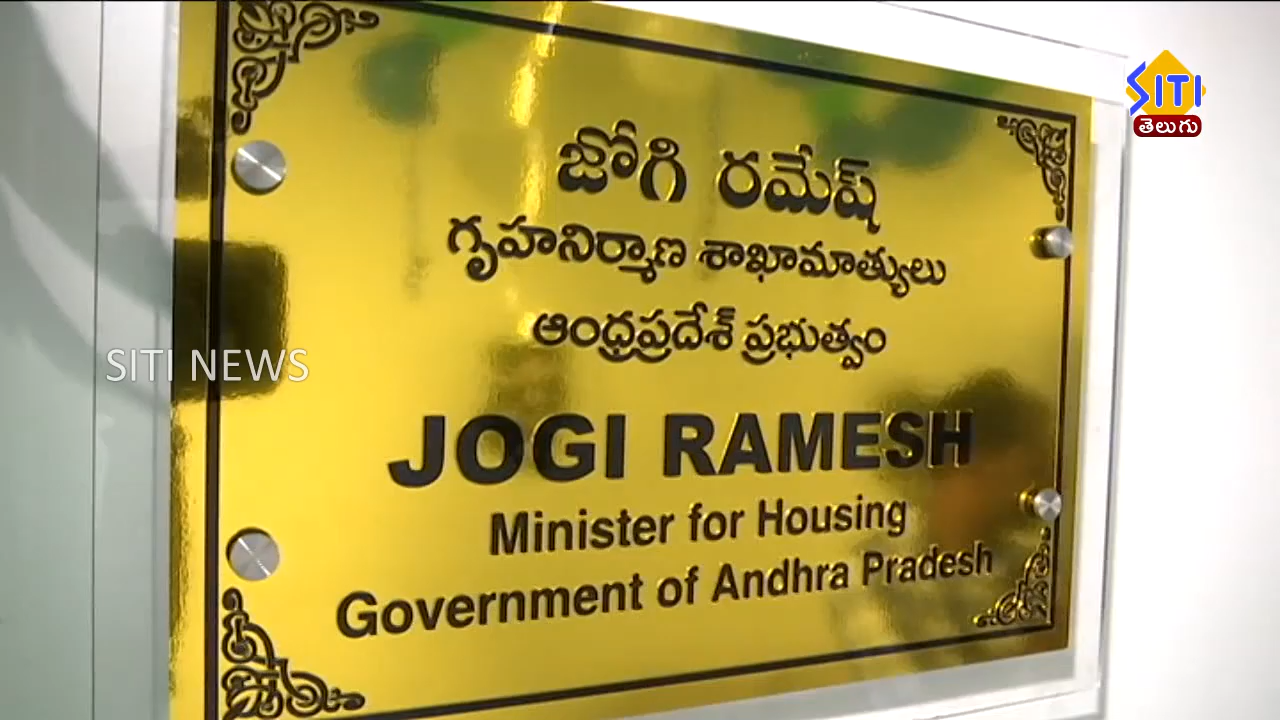 SITI
తెలుగు
జోగి రమేష్
గృహనిర్మాణ శాఖామాత్యులు
ఆంధ్రప్రదేశ్ ప్రభుత్వం
SITI NEWS
JOGI RAMESH
Minister for Housing
Government of Andhra Pradesh